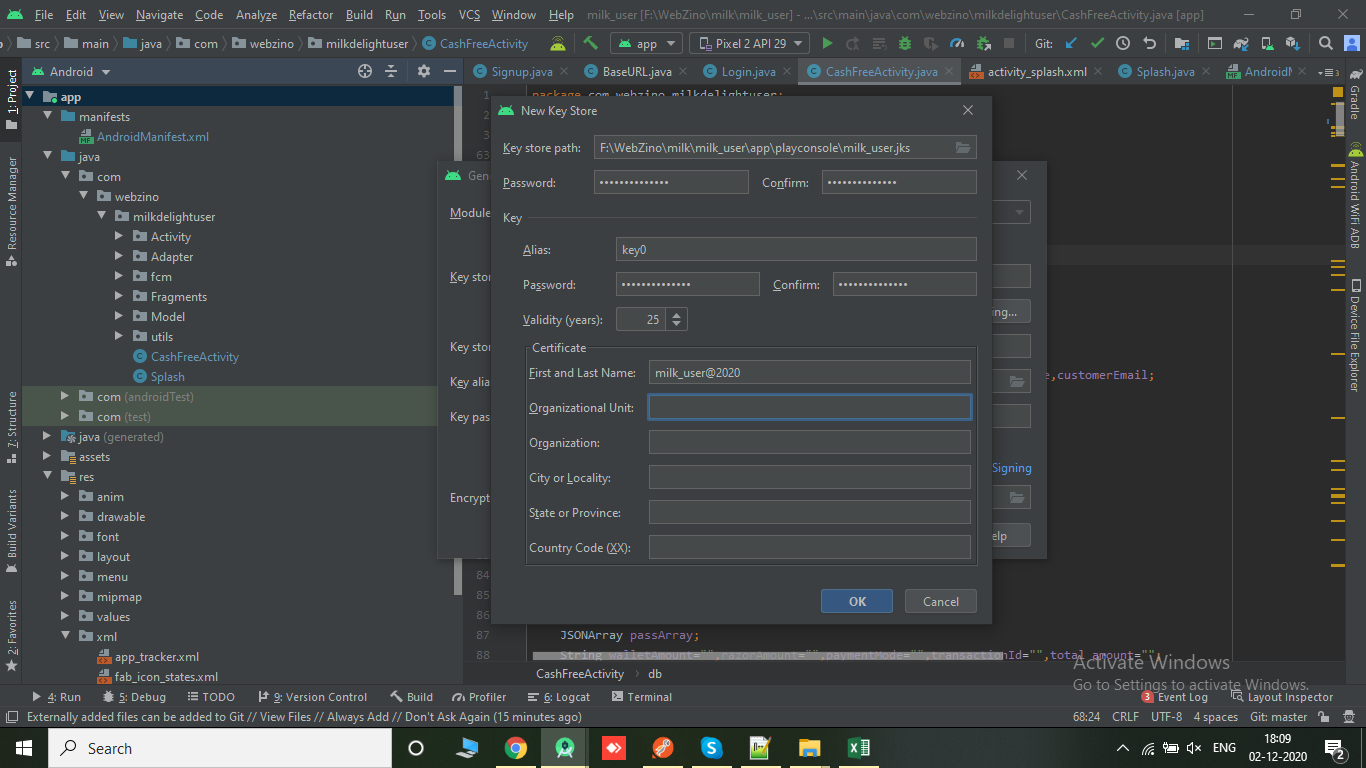 File Edit View Navigate Code Analyze Refactor Build Run Tools VCS Window Help milk_user [F:\WebZino\milk\milk_user] - ...\src\main\java\com\webzino\milkdelightuser\CashFreeActivity.java [app]
src main java com webzino milkdelightuser CashFreeActivity app Pixel 2 API 29 Git:
Android Signup.java BaseURL.java Login.java CashFreeActivity.java activity_splash.xml Splash.java AndroidM
1: Project
Resource Manager
7: Structure
Build Variants
2: Favorites
app
manifests
AndroidManifest.xml
java
com
webzino
milkdelightuser
Activity
Adapter
fcm
Fragments
Model
utils
CashFreeActivity
Splash
com (androidTest)
com (test)
java (generated)
assets
res
anim
drawable
font
layout
menu
mipmap
values
xml
app_tracker.xml
fab_icon_states.xml
1 package com.webzino.milkdelightuser;
2
3
63
New Key Store
Key store path: F:\WebZino\milk\milk_user\app\playconsole\milk_user.jks
Password: •••••••••••••• Confirm: ••••••••••••••
Key
Alias: key0
Password: •••••••••••••• Confirm: ••••••••••••••
Validity (years): 25
Certificate
First and Last Name: milk_user@2020
Organizational Unit:
Organization:
City or Locality:
State or Province:
Country Code (XX):
OK Cancel
Gene
Module
Key stor
Key stor
Key alia
Key pas
Encrypt
ing...
Signing
elp
e,customerEmail;
84
85
86
87 JSONArray passArray;
88 String walletAmount="",razorAmount="",paymentMode="",transactionId="",total_amount="";
CashFreeActivity db
Gradle
Android WiFi ADB
Device File Explorer
Activate Windows
Go to Settings to activate Windows.
4: Run 5: Debug TODO 9: Version Control Build Profiler 6: Logcat Terminal 3 Event Log Layout Inspector
Externally added files can be added to Git // View Files // Always Add // Don't Ask Again (15 minutes ago) 68:24 CRLF UTF-8 4 spaces Git: master
Search ENG 18:09
02-12-2020 2